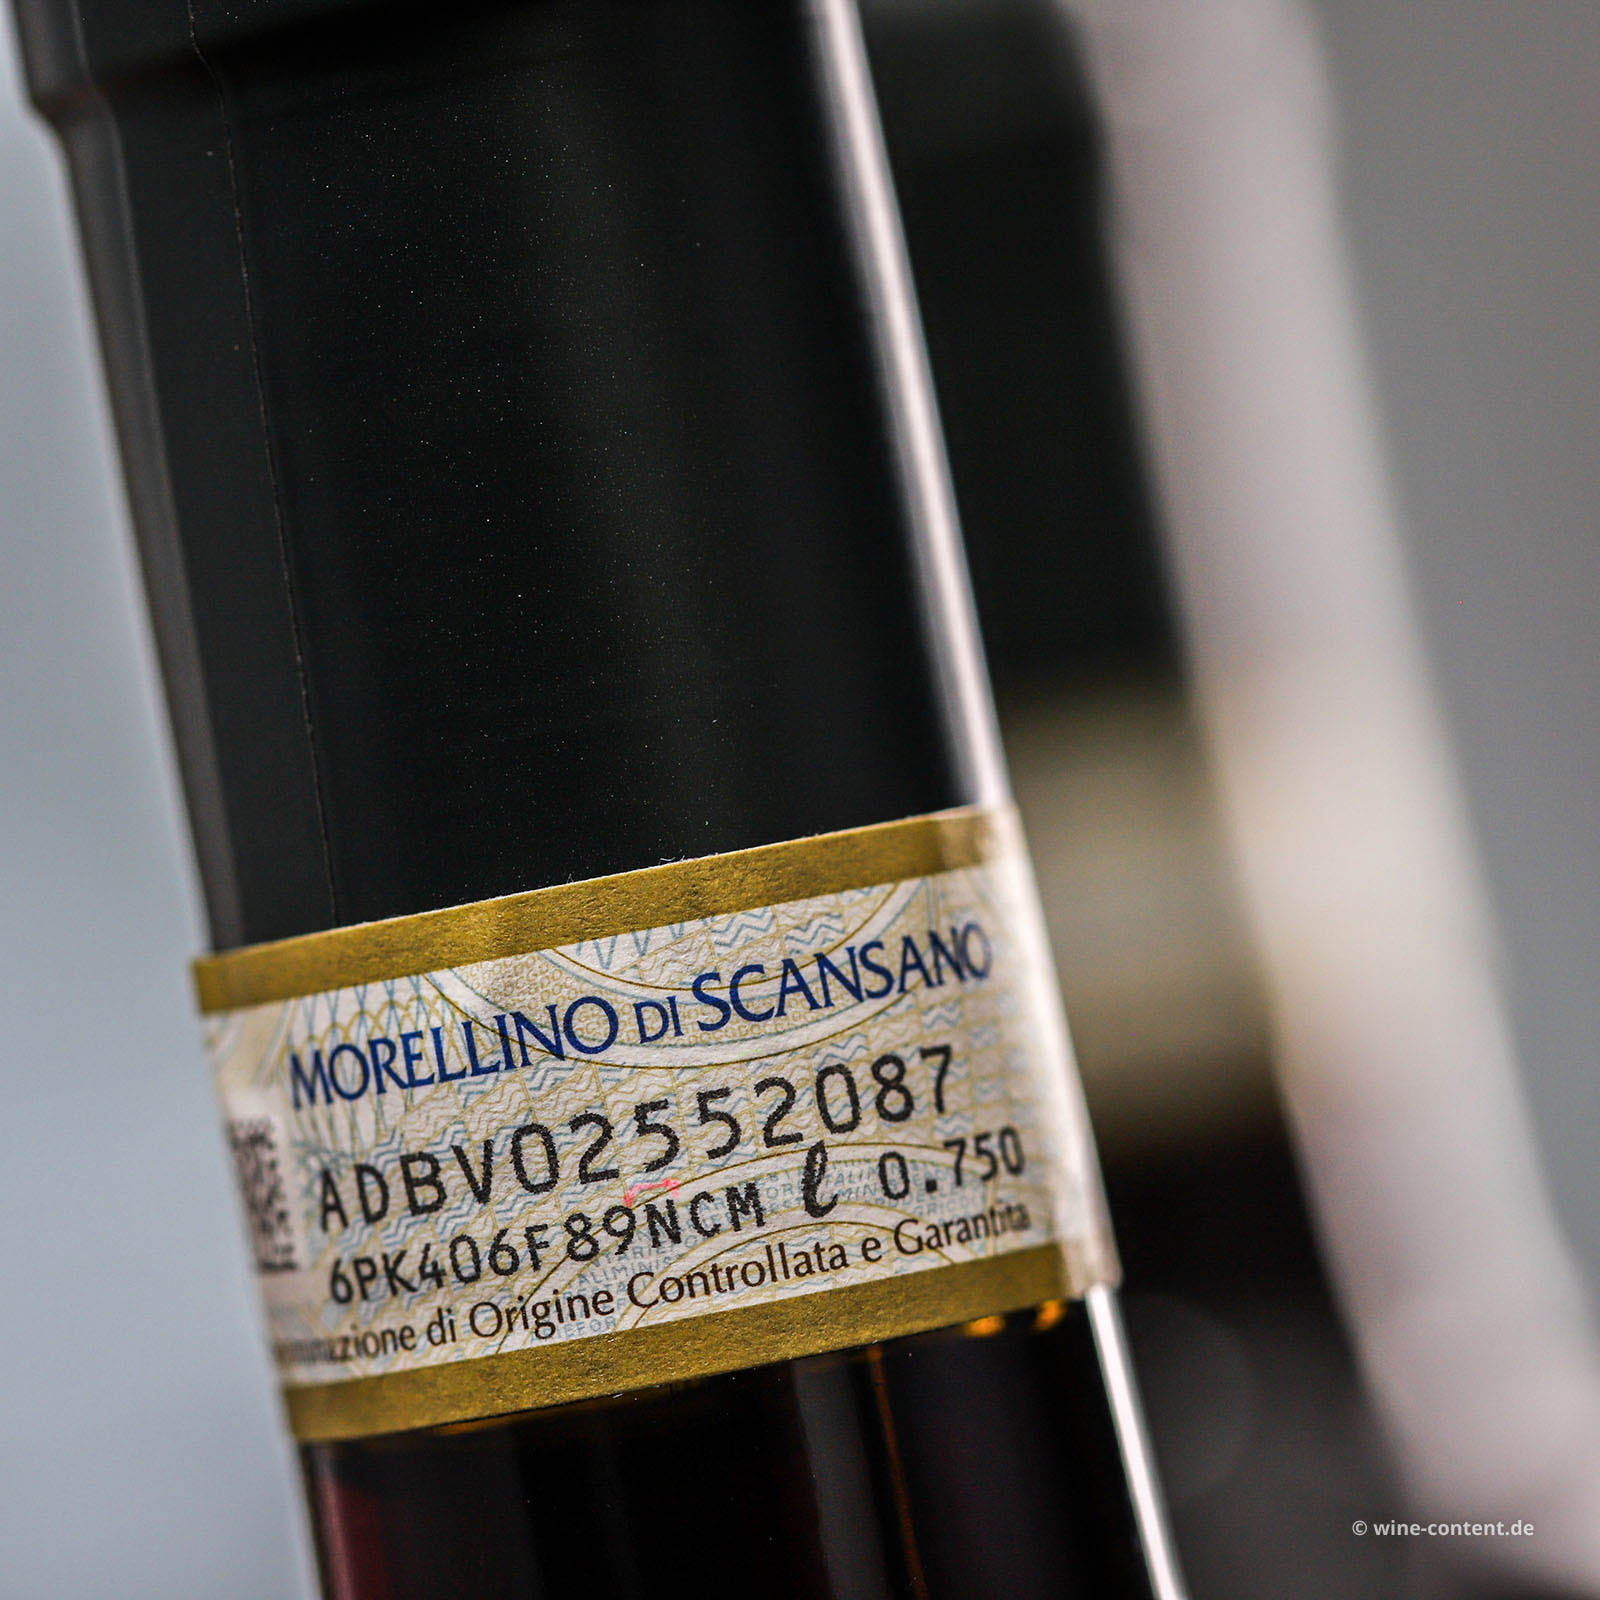 MORELLINO DI SCANSANO
ADBV02552087
6PK406F89NCM ℓ 0.750
di Origine Controllata e Garantita
© wine-content.de